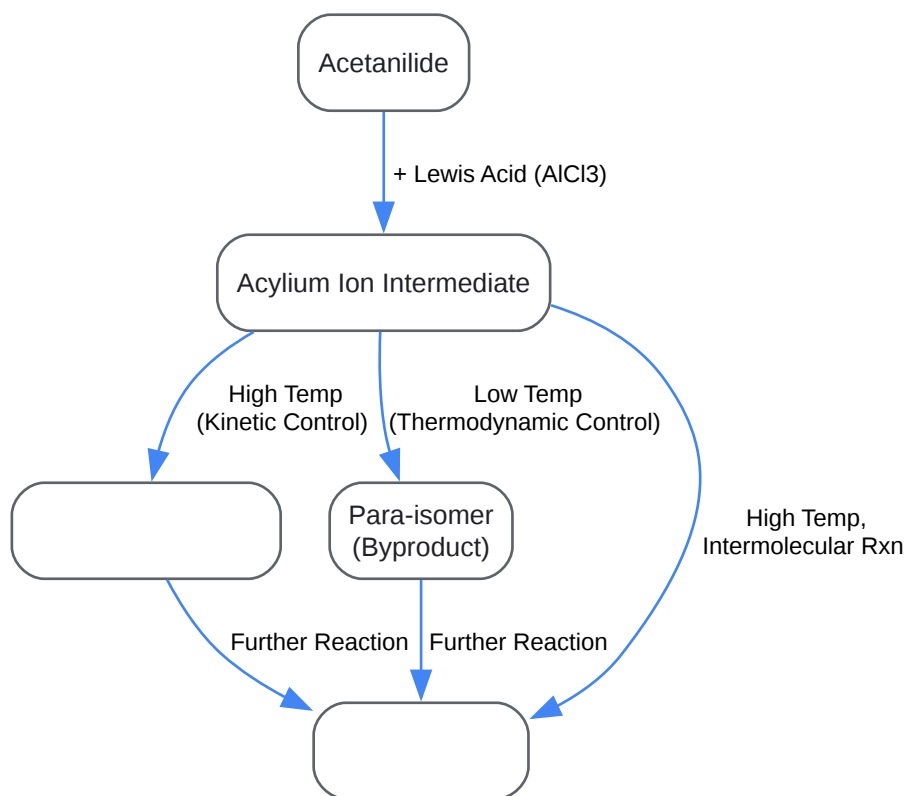 Acetanilide
+ Lewis Acid (AlCl3)
Acylium Ion Intermediate
High Temp
(Kinetic Control)
Low Temp
(Thermodynamic Control)
Para-isomer
(Byproduct)
High Temp,
Intermolecular Rxn
Further Reaction
Further Reaction